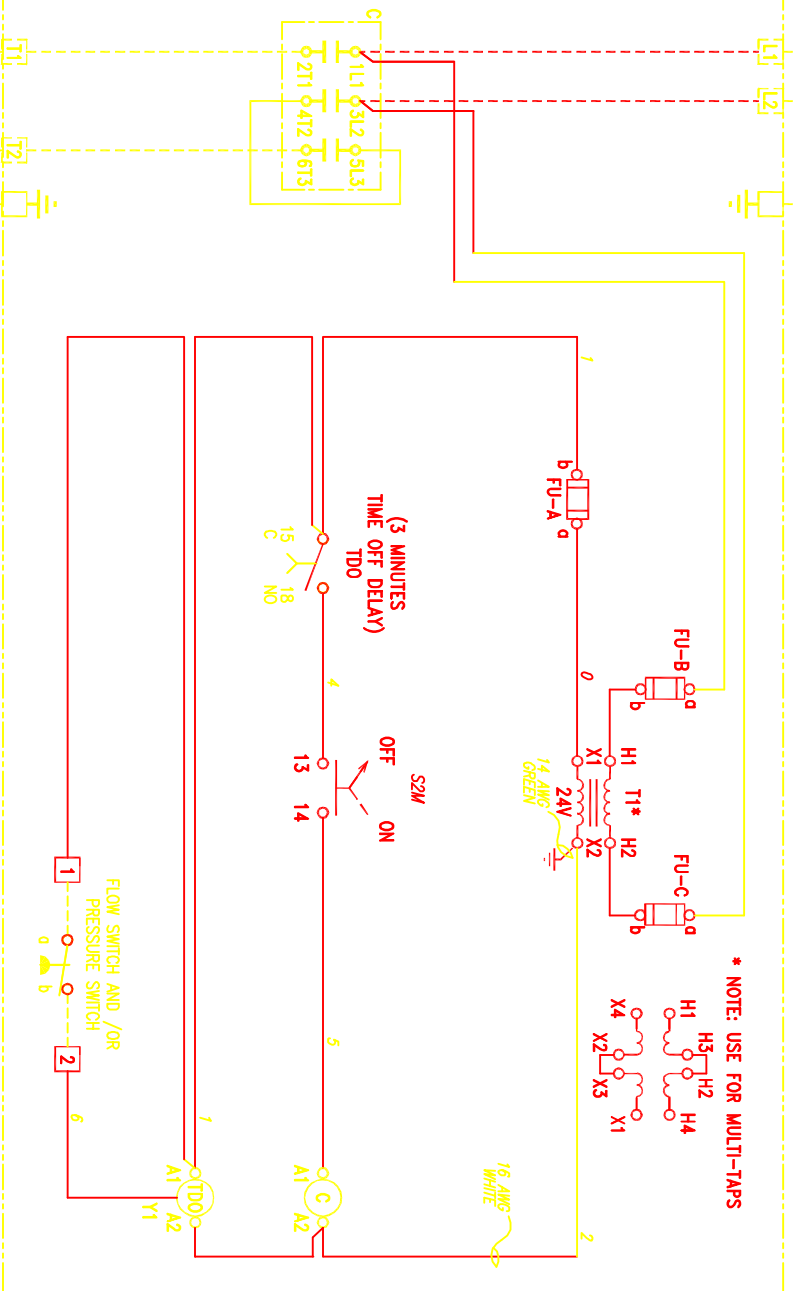 L1
L2
C
1L1
3L2
5L3
2T1
4T2
6T3
T1
T2
* NOTE: USE FOR MULTI-TAPS
H1
H3
H2
H4
X4
X2
X3
X1
FU-B
a
b
FU-C
a
b
H1
T1*
H2
X1
24V
X2
14 AWG
GREEN
1
b
FU-A
a
0
2
16 AWG
WHITE
(3 MINUTES
TIME OFF DELAY)
TDO
15
C
18
NO
4
S2M
OFF
ON
13
14
5
A1
C
A2
1
A1
TDO
A2
Y1
FLOW SWITCH AND /OR
PRESSURE SWITCH
1
a
b
2
6